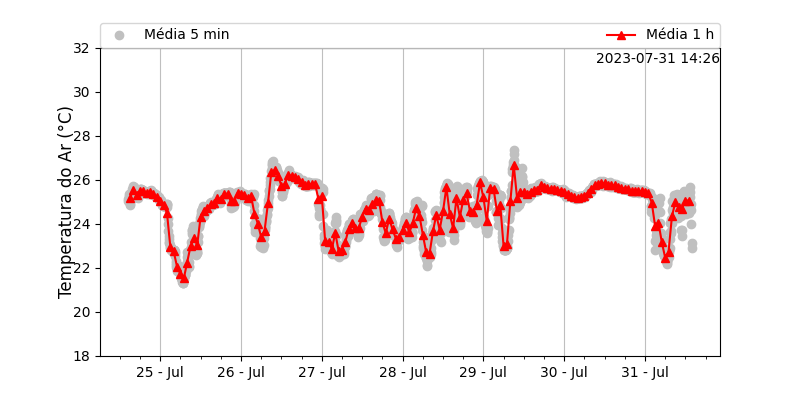 Média 5 min
Média 1 h
2023-07-31 14:26
Temperatura do Ar (°C)
32
30
28
26
24
22
20
18
25 - Jul
26 - Jul
27 - Jul
28 - Jul
29 - Jul
30 - Jul
31 - Jul